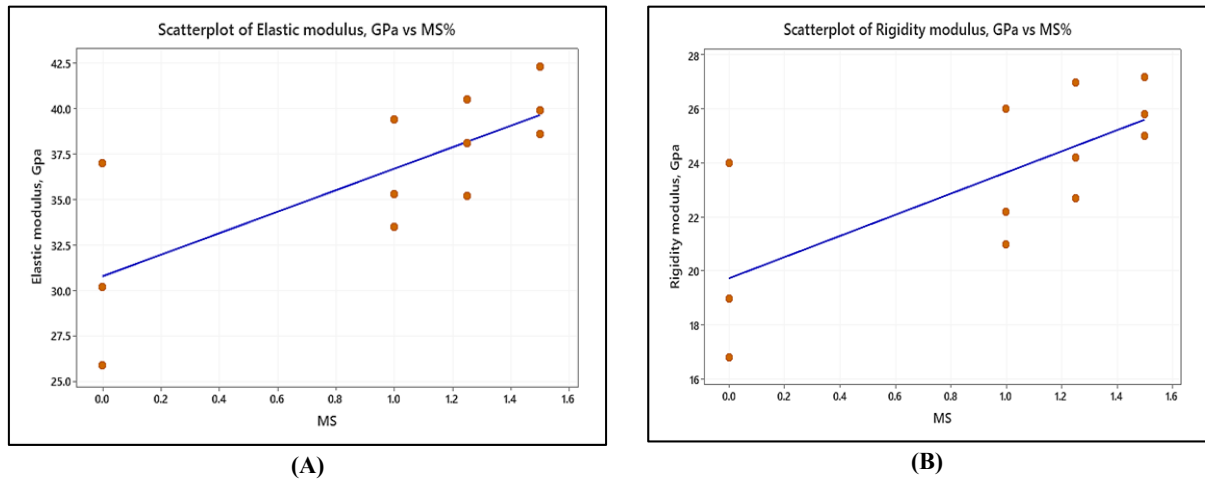 Scatterplot of Elastic modulus, GPa vs MS%
42.5
40.0
37.5
35.0
32.5
30.0
27.5
25.0
Elastic modulus, Gpa
0.0 0.2 0.4 0.6 0.8 1.0 1.2 1.4 1.6
MS
(A)
Scatterplot of Rigidity modulus, GPa vs MS%
28
26
24
22
20
18
16
Rigidity modulus, Gpa
0.0 0.2 0.4 0.6 0.8 1.0 1.2 1.4 1.6
MS
(B)